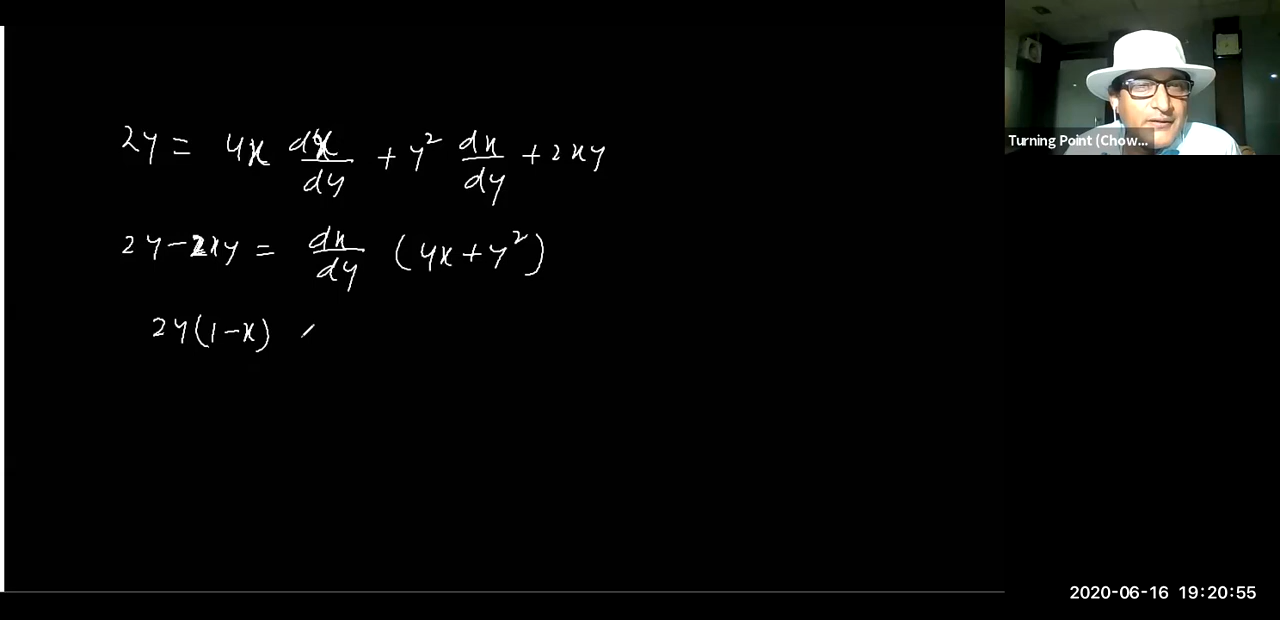 2y = 4x dx/dy + y² dx/dy + 2xy
2y - 2xy = dx/dy (4x + y²)
2y(1-x)
Turning Point (Chow...
2020-06-16 19:20:55